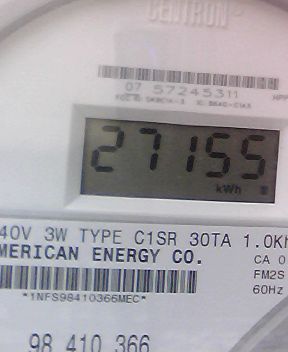 CENTRON®
07 57245311
27155
kWh
40V 3W TYPE C1SR 30TA 1.0Kh
MERICAN ENERGY CO.
CA 0
FM2S
60Hz
*1NFS98410366MEC*
98 410 366